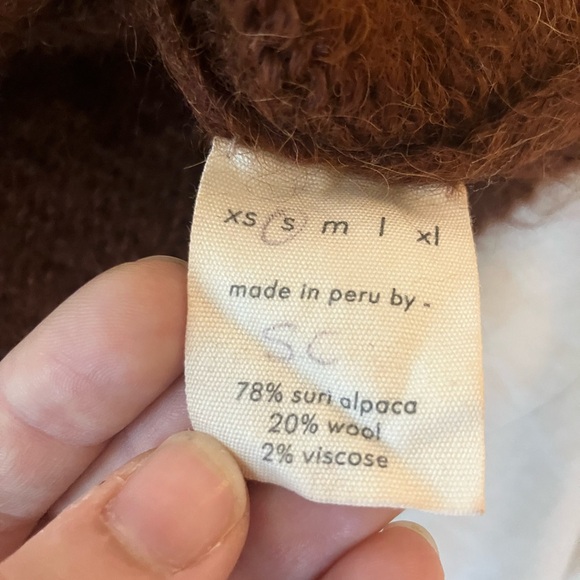 xs s m l xl
made in peru by -
SC
78% suri alpaca
20% wool
2% viscose